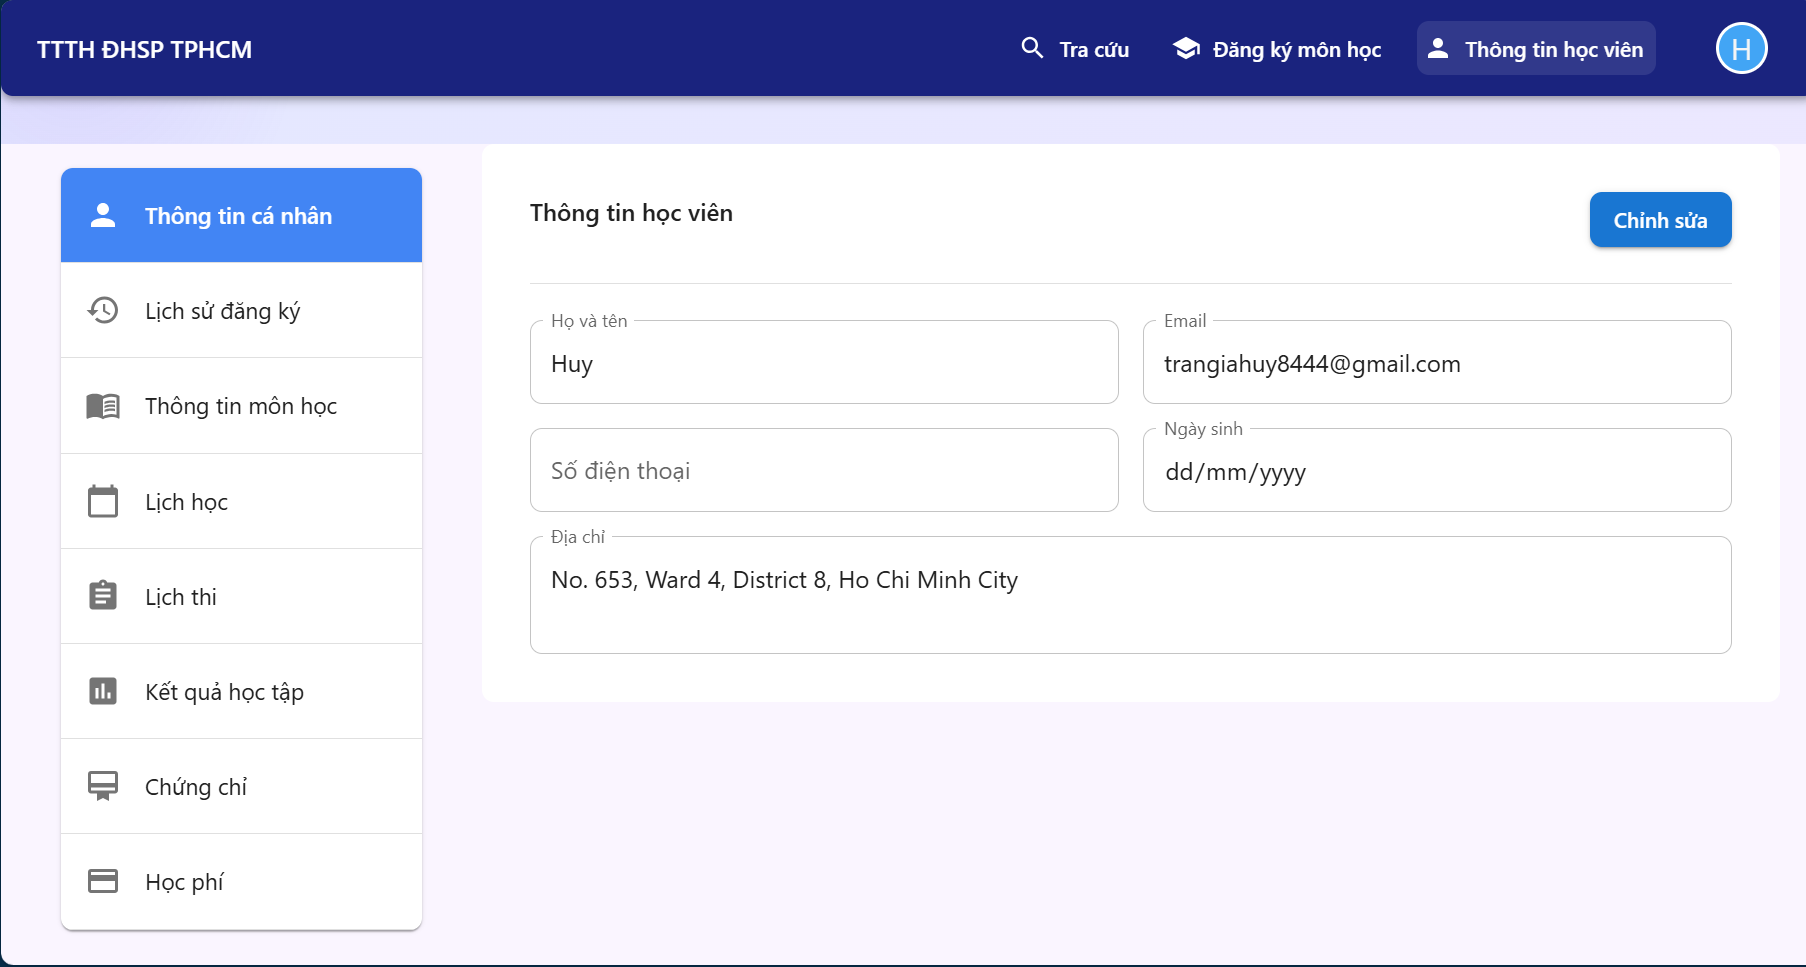 TTTH ĐHSP TPHCM
Tra cứu
Đăng ký môn học
Thông tin học viên
H
Thông tin cá nhân
Lịch sử đăng ký
Thông tin môn học
Lịch học
Lịch thi
Kết quả học tập
Chứng chỉ
Học phí
Thông tin học viên
Chỉnh sửa
Họ và tên
Huy
Email
trangiahuy8444@gmail.com
Số điện thoại
Ngày sinh
dd/mm/yyyy
Địa chỉ
No. 653, Ward 4, District 8, Ho Chi Minh City